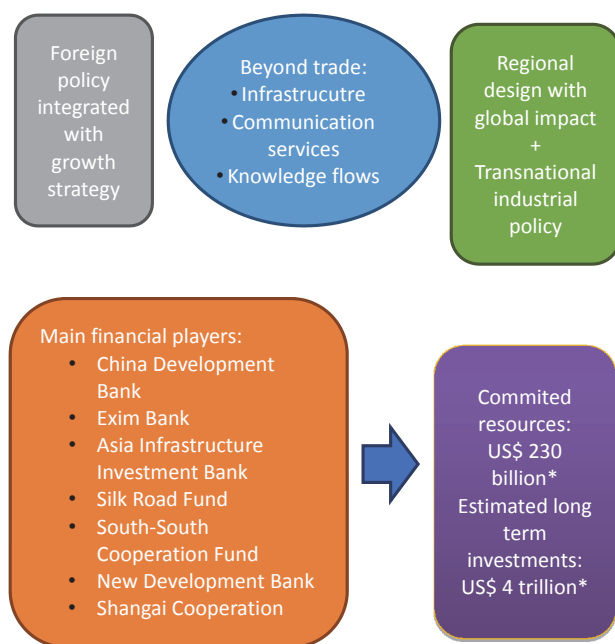 Foreign
policy
integrated
with
growth
strategy
Beyond trade:
• Infrastrucutre
• Communication
services
• Knowledge flows
Regional
design with
global impact
+
Transnational
industrial
policy
Main financial players:
• China Development
Bank
• Exim Bank
• Asia Infrastructure
Investment Bank
• Silk Road Fund
• South-South
Cooperation Fund
• New Development Bank
• Shangai Cooperation
Commited
resources:
US$ 230
billion*
Estimated long
term
investments:
US$ 4 trillion*